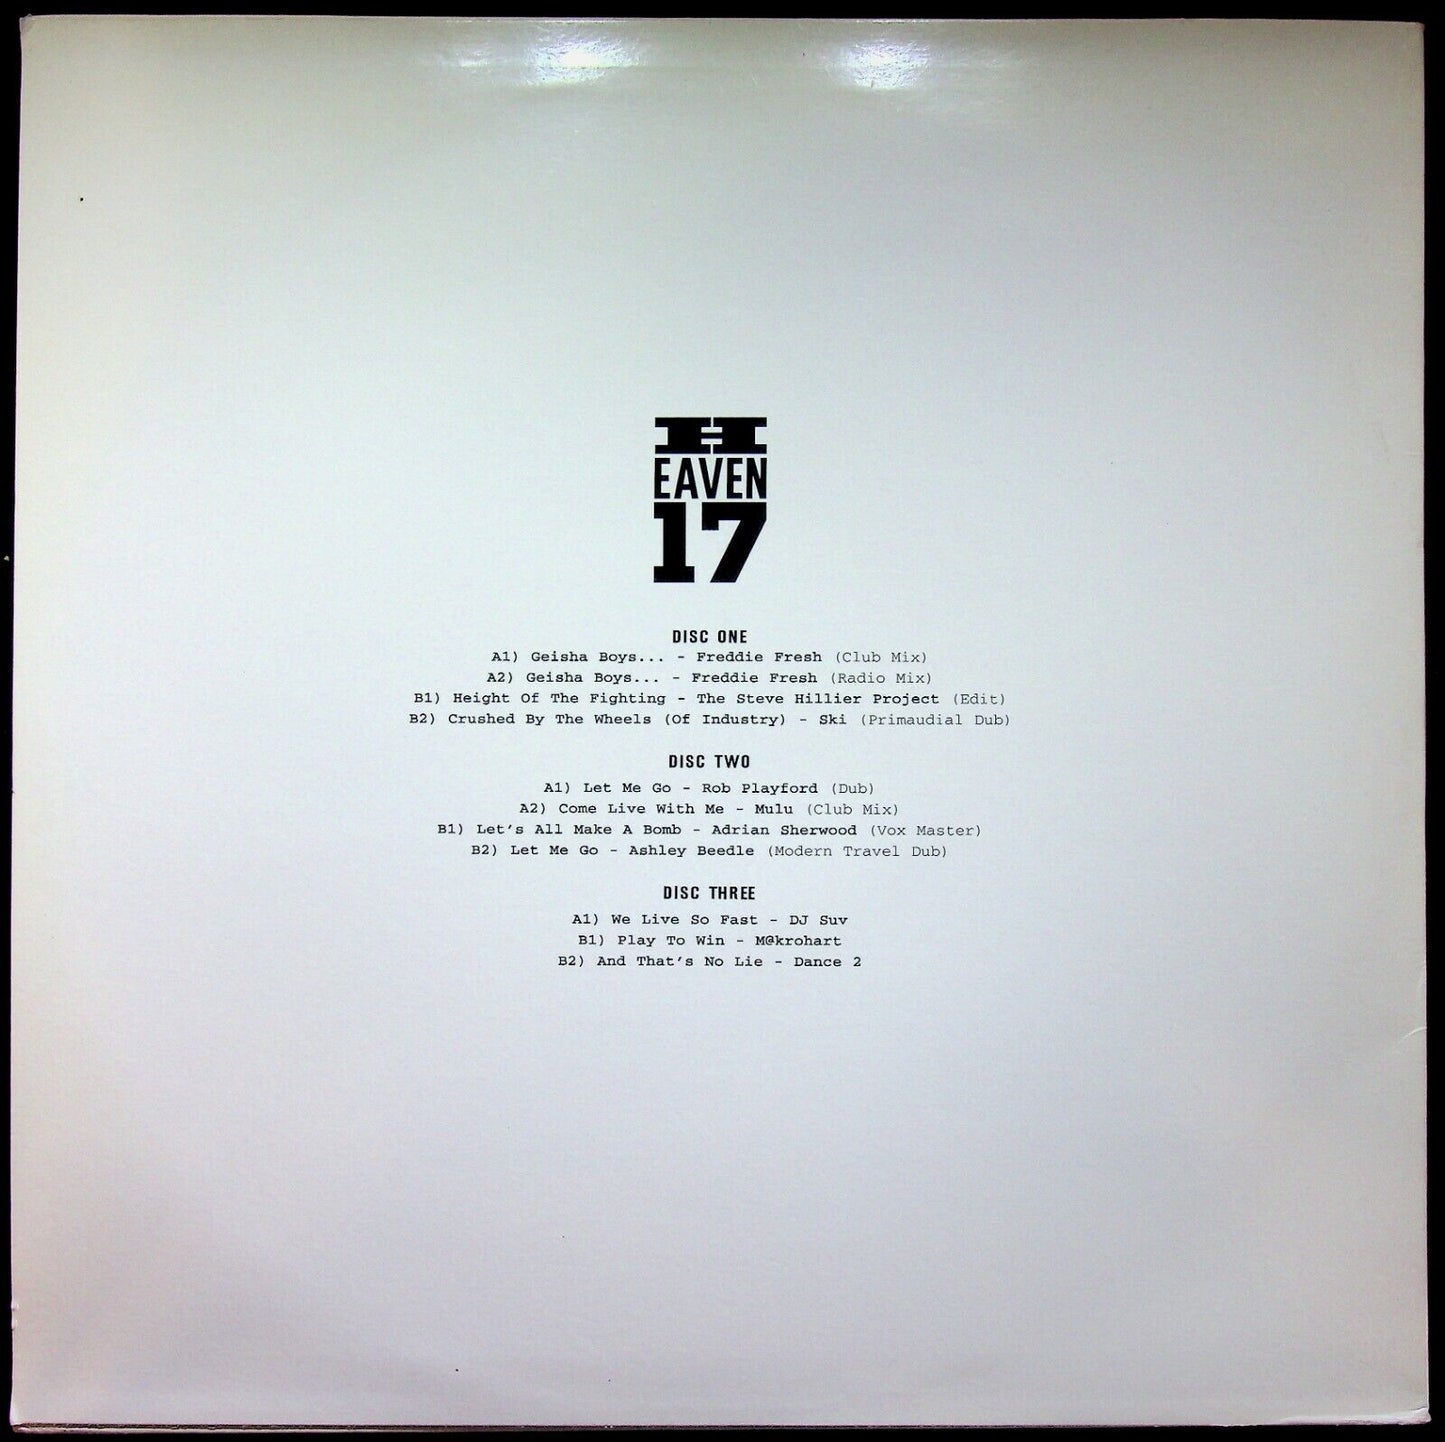 H
EAVEN
17
DISC ONE
A1) Geisha Boys... - Freddie Fresh (Club Mix)
A2) Geisha Boys... - Freddie Fresh (Radio Mix)
B1) Height Of The Fighting - The Steve Hillier Project (Edit)
B2) Crushed By The Wheels (Of Industry) - Ski (Primaudial Dub)
DISC TWO
A1) Let Me Go - Rob Playford (Dub)
A2) Come Live With Me - Mulu (Club Mix)
B1) Let's All Make A Bomb - Adrian Sherwood (Vox Master)
B2) Let Me Go - Ashley Beedle (Modern Travel Dub)
DISC THREE
A1) We Live So Fast - DJ Suv
B1) Play To Win - M@krohart
B2) And That's No Lie - Dance 2